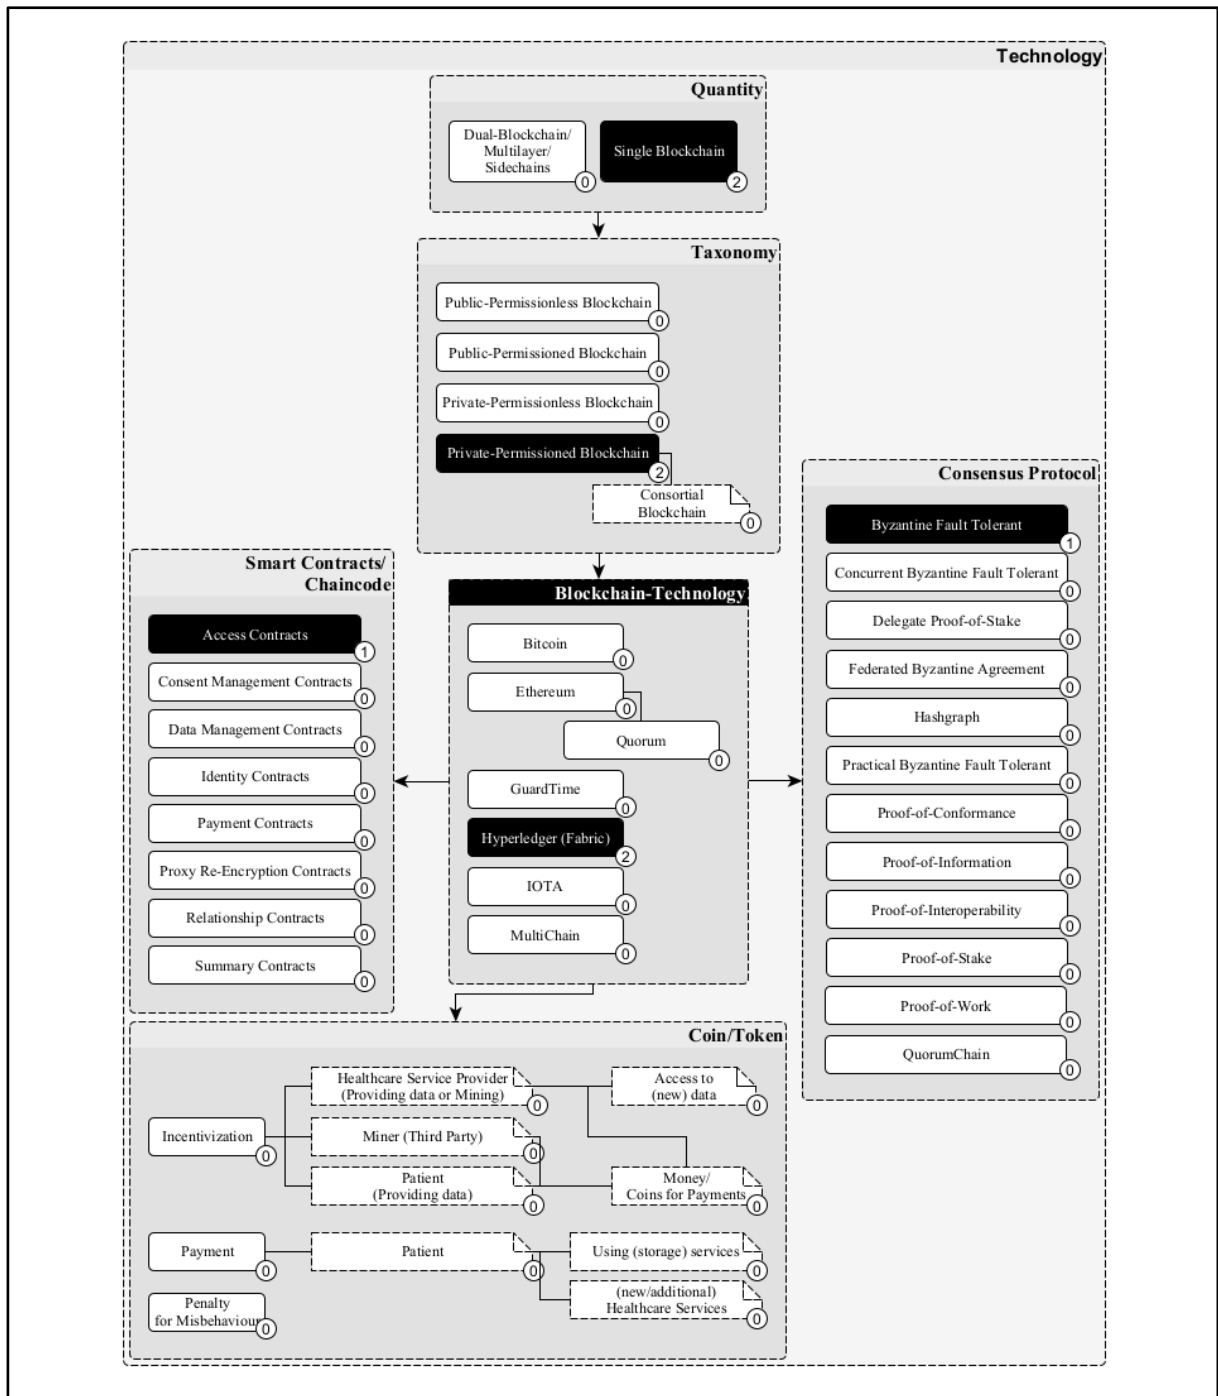 Technology
Quantity
Dual-Blockchain/
Multilayer/
Sidechains
0
Single Blockchain
2
Taxonomy
Public-Permissionless Blockchain
0
Public-Permissioned Blockchain
0
Private-Permissionless Blockchain
0
Private-Permissioned Blockchain
2
Consortial
Blockchain
0
Smart Contracts/
Chaincode
Access Contracts
1
Consent Management Contracts
0
Data Management Contracts
0
Identity Contracts
0
Payment Contracts
0
Proxy Re-Encryption Contracts
0
Relationship Contracts
0
Summary Contracts
0
Blockchain-Technology
Bitcoin
0
Ethereum
0
Quorum
0
GuardTime
0
Hyperledger (Fabric)
2
IOTA
0
MultiChain
0
Consensus Protocol
Byzantine Fault Tolerant
1
Concurrent Byzantine Fault Tolerant
0
Delegate Proof-of-Stake
0
Federated Byzantine Agreement
0
Hashgraph
0
Practical Byzantine Fault Tolerant
0
Proof-of-Conformance
0
Proof-of-Information
0
Proof-of-Interoperability
0
Proof-of-Stake
0
Proof-of-Work
0
QuorumChain
0
Coin/Token
Incentivization
0
Healthcare Service Provider
(Providing data or Mining)
0
Miner (Third Party)
0
Patient
(Providing data)
0
Access to
(new) data
0
Money/
Coins for Payments
0
Payment
0
Patient
0
Using (storage) services
0
(new/additional)
Healthcare Services
0
Penalty
for Misbehaviour
0